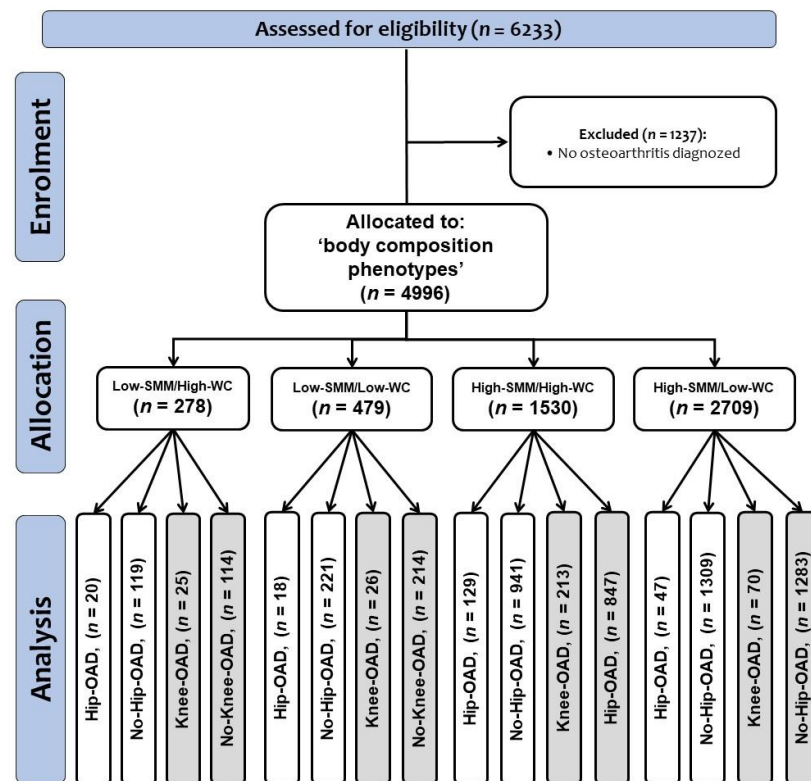 Assessed for eligibility (n = 6233)
Enrolment
Excluded (n = 1237):
• No osteoarthritis diagnozed
Allocated to:
‘body composition
phenotypes’
(n = 4996)
Allocation
Low-SMM/High-WC
(n = 278)
Low-SMM/Low-WC
(n = 479)
High-SMM/High-WC
(n = 1530)
High-SMM/Low-WC
(n = 2709)
Analysis
Hip-OAD, (n = 20)
No-Hip-OAD, (n = 119)
Knee-OAD, (n = 25)
No-Knee-OAD, (n = 114)
Hip-OAD, (n = 18)
No-Hip-OAD, (n = 221)
Knee-OAD, (n = 26)
No-Knee-OAD, (n = 214)
Hip-OAD, (n = 129)
No-Hip-OAD, (n = 941)
Knee-OAD, (n = 213)
Hip-OAD, (n = 847)
Hip-OAD, (n = 47)
No-Hip-OAD, (n = 1309)
Knee-OAD, (n = 70)
No-Hip-OAD, (n = 1283)